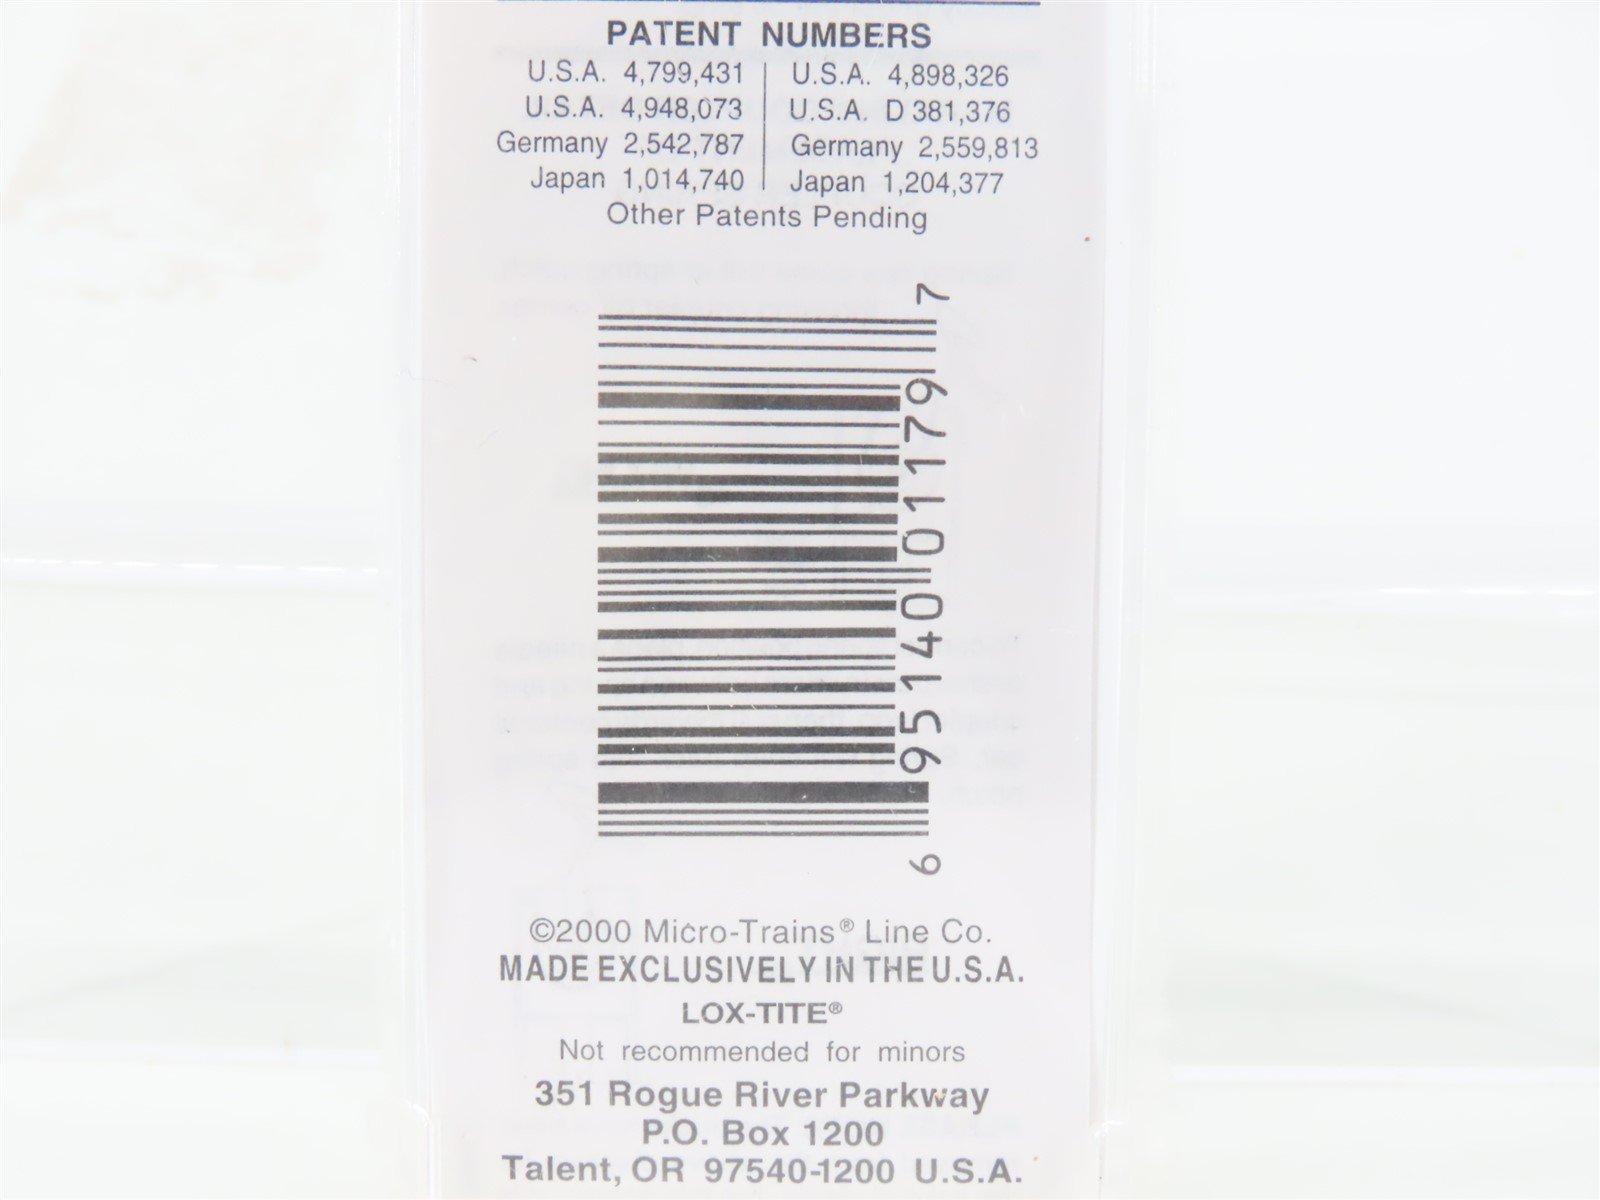 PATENT NUMBERS
U.S.A. 4,799,431 | U.S.A. 4,898,326
U.S.A. 4,948,073 | U.S.A. D 381,376
Germany 2,542,787 | Germany 2,559,813
Japan 1,014,740 | Japan 1,204,377
Other Patents Pending
6 95140 01179 7
©2000 Micro-Trains® Line Co.
MADE EXCLUSIVELY IN THE U.S.A.
LOX-TITE®
Not recommended for minors
351 Rogue River Parkway
P.O. Box 1200
Talent, OR 97540-1200 U.S.A.